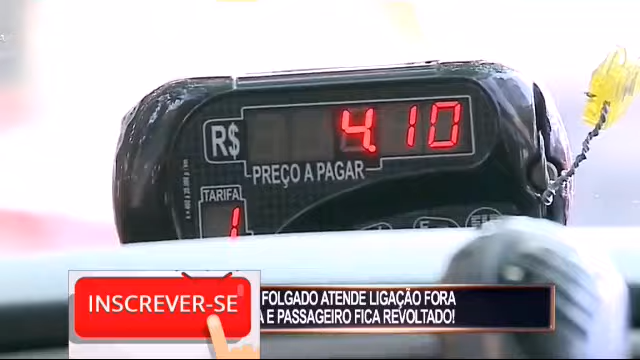 R$ 4.10
PREÇO A PAGAR
TARIFA
1
INSCREVER-SE
FOLGADO ATENDE LIGAÇÃO FORA
A E PASSAGEIRO FICA REVOLTADO!